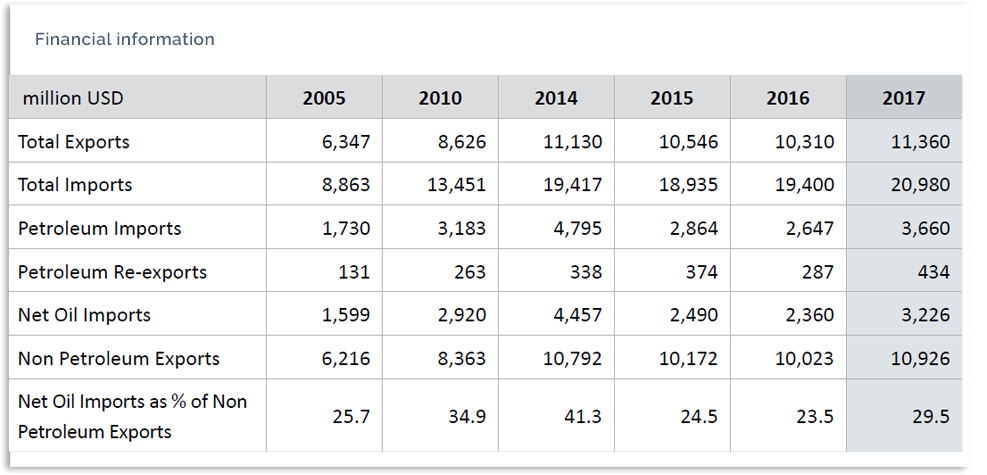 Financial information
million USD 2005 2010 2014 2015 2016 2017
Total Exports 6,347 8,626 11,130 10,546 10,310 11,360
Total Imports 8,863 13,451 19,417 18,935 19,400 20,980
Petroleum Imports 1,730 3,183 4,795 2,864 2,647 3,660
Petroleum Re-exports 131 263 338 374 287 434
Net Oil Imports 1,599 2,920 4,457 2,490 2,360 3,226
Non Petroleum Exports 6,216 8,363 10,792 10,172 10,023 10,926
Net Oil Imports as % of Non
Petroleum Exports 25.7 34.9 41.3 24.5 23.5 29.5